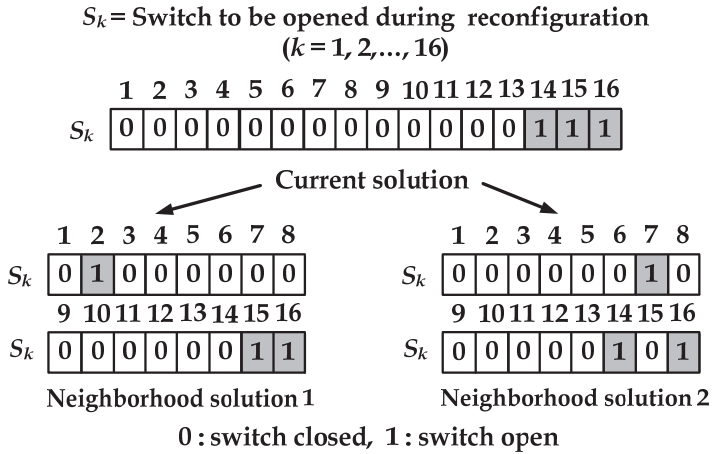 Sk = Switch to be opened during reconfiguration
(k = 1, 2,..., 16)
1 2 3 4 5 6 7 8 9 10 11 12 13 14 15 16
Sk 0 0 0 0 0 0 0 0 0 0 0 0 0 1 1 1
Current solution
1 2 3 4 5 6 7 8
Sk 0 1 0 0 0 0 0 0
9 10 11 12 13 14 15 16
Sk 0 0 0 0 0 0 1 1
Neighborhood solution 1
1 2 3 4 5 6 7 8
Sk 0 0 0 0 0 0 1 0
9 10 11 12 13 14 15 16
Sk 0 0 0 0 0 1 0 1
Neighborhood solution 2
0 : switch closed, 1 : switch open